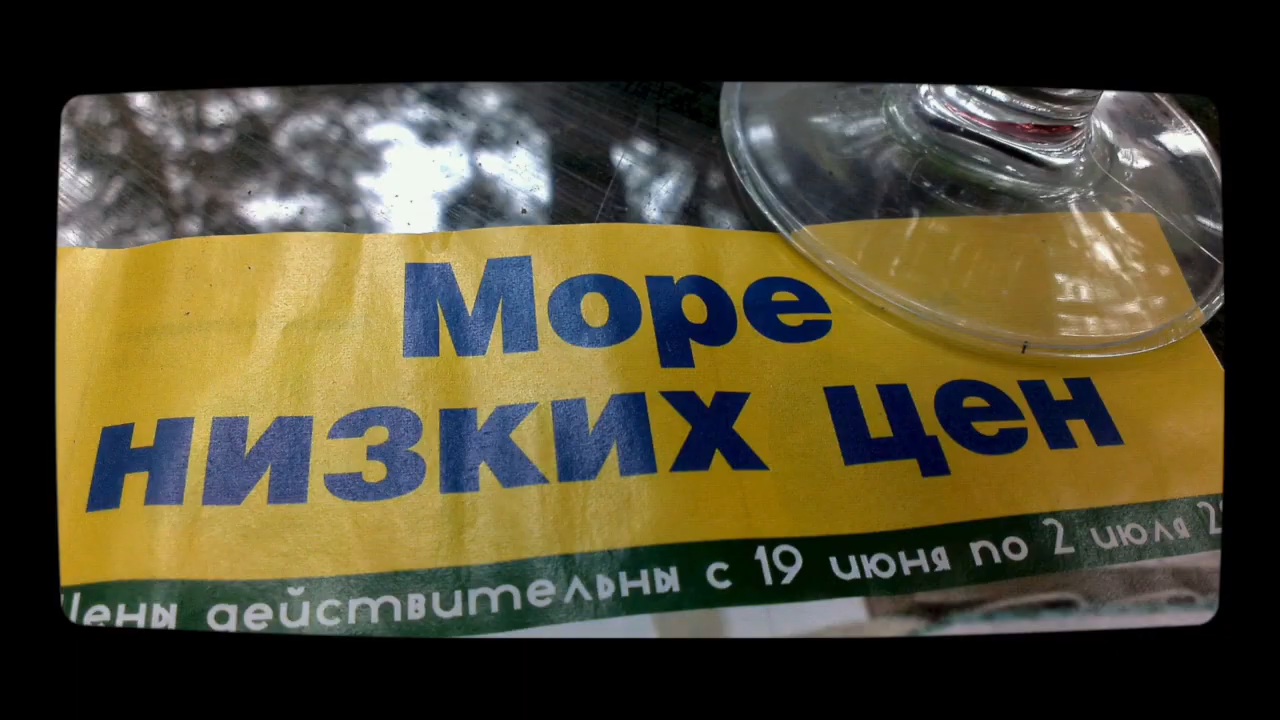 Море
низких цен
Цены действительны с 19 июня по 2 июля